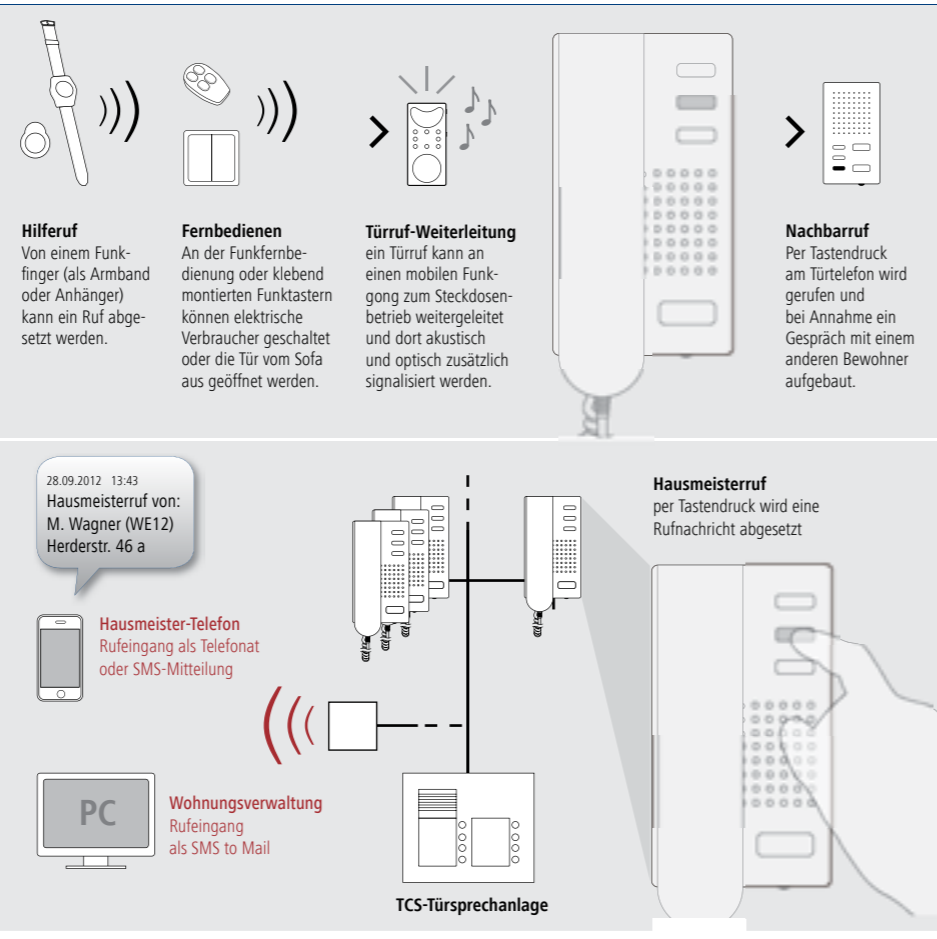 Hilferuf
Von einem Funk-
finger (als Armband
oder Anhänger)
kann ein Ruf abge-
setzt werden.
Fernbedienen
An der Funkfernbe-
dienung oder klebend
montierten Funktastern
können elektrische
Verbraucher geschaltet
oder die Tür vom Sofa
aus geöffnet werden.
Türruf-Weiterleitung
ein Türruf kann an
einen mobilen Funk-
gong zum Steckdosen-
betrieb weitergeleitet
und dort akustisch
und optisch zusätzlich
signalisiert werden.
Nachbarruf
Per Tastendruck
am Türtelefon wird
gerufen und
bei Annahme ein
Gespräch mit einem
anderen Bewohner
aufgebaut.
28.09.2012 13:43
Hausmeisterruf von:
M. Wagner (WE12)
Herderstr. 46 a
Hausmeister-Telefon
Rufeingang als Telefonat
oder SMS-Mitteilung
PC
Wohnungsverwaltung
Rufeingang
als SMS to Mail
TCS-Türsprechanlage
Hausmeisterruf
per Tastendruck wird eine
Rufnachricht abgesetzt